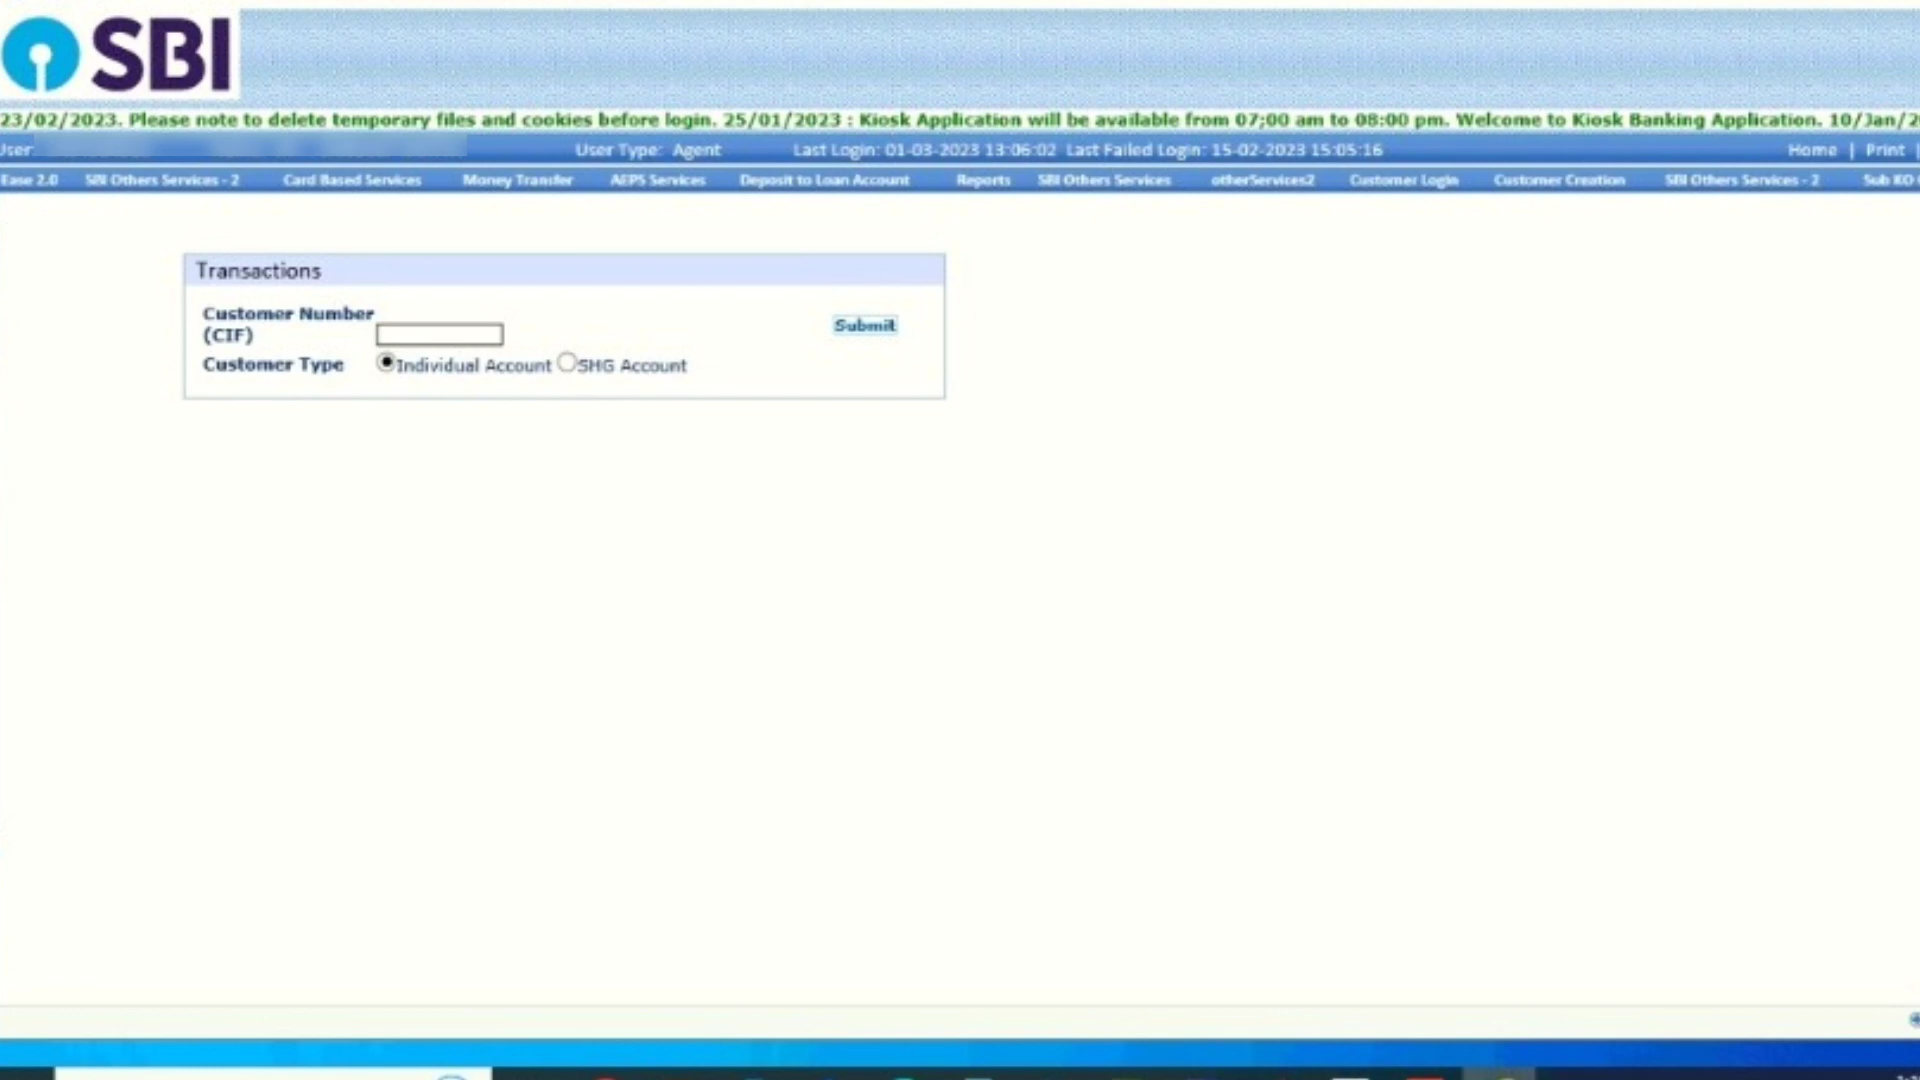 SBI
23/02/2023. Please note to delete temporary files and cookies before login. 25/01/2023 : Kiosk Application will be available from 07;00 am to 08:00 pm. Welcome to Kiosk Banking Application. 10/Jan/2
User: User Type: Agent Last Login: 01-03-2023 13:06:02 Last Failed Login: 15-02-2023 15:05:16 Home | Print |
Ease 2.0 SBI Others Services - 2 Card Based Services Money Transfer AEPS Services Deposit to Loan Account Reports SBI Others Services otherServices2 Customer Login Customer Creation SBI Others Services - 2 Sub KO
Transactions
Customer Number
(CIF)
Submit
Customer Type Individual Account SHG Account